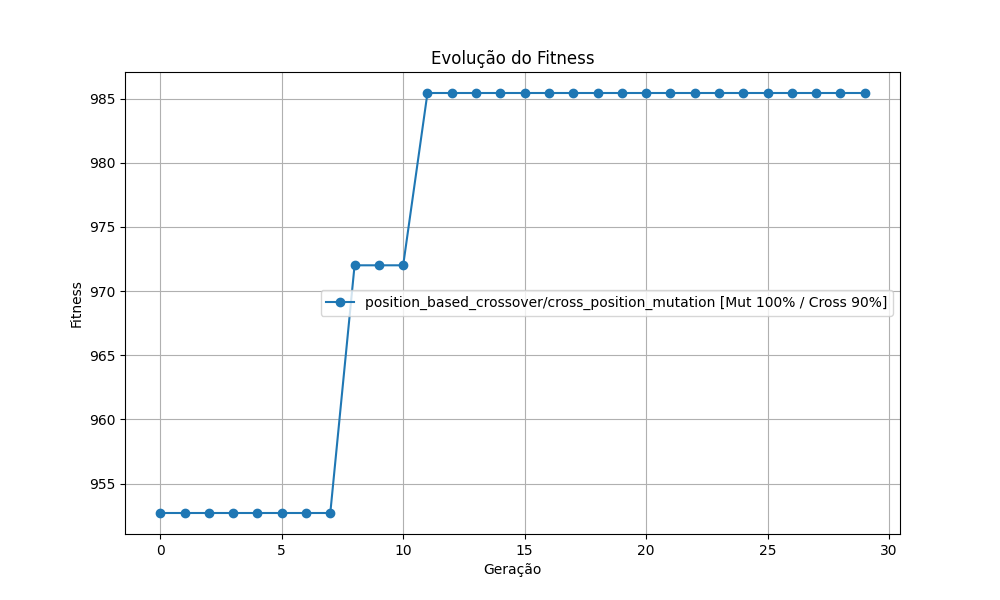 Evolução do Fitness
Fitness
985
980
975
970
965
960
955
position_based_crossover/cross_position_mutation [Mut 100% / Cross 90%]
0 5 10 15 20 25 30
Geração